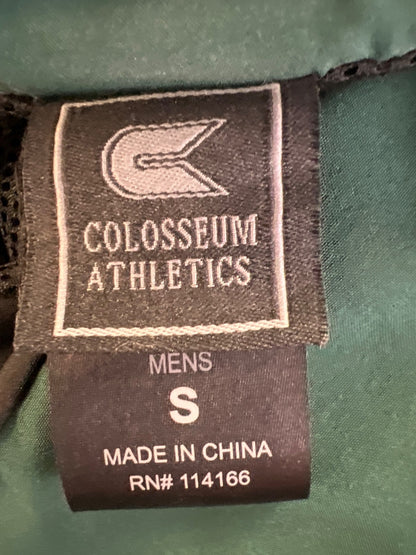 COLOSSEUM
ATHLETICS
MENS
S
MADE IN CHINA
RN# 114166